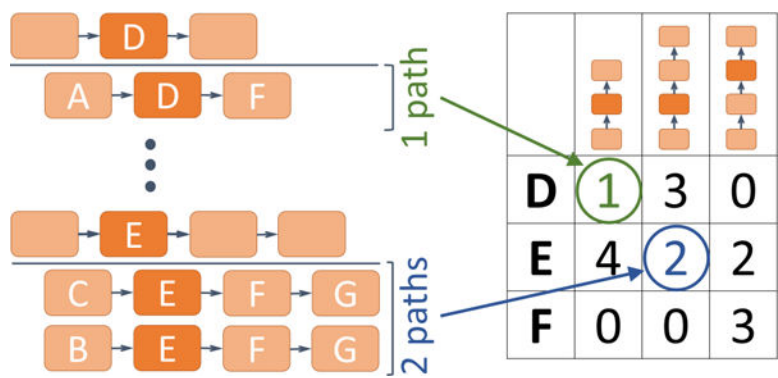 D
A D F
1 path
E
C E F G
B E F G
2 paths
D 1 3 0
E 4 2 2
F 0 0 3